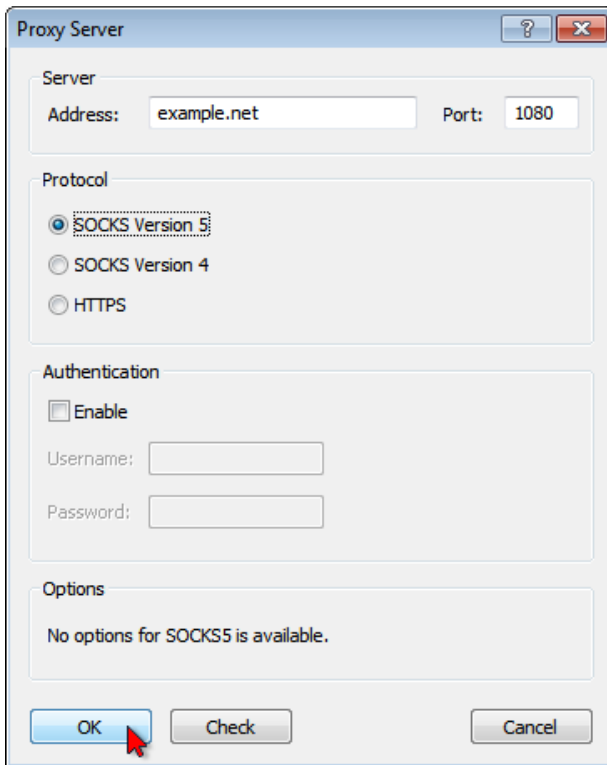 Proxy Server
Server
Address: example.net Port: 1080
Protocol
SOCKS Version 5
SOCKS Version 4
HTTPS
Authentication
Enable
Username:
Password:
Options
No options for SOCKS5 is available.
OK Check Cancel